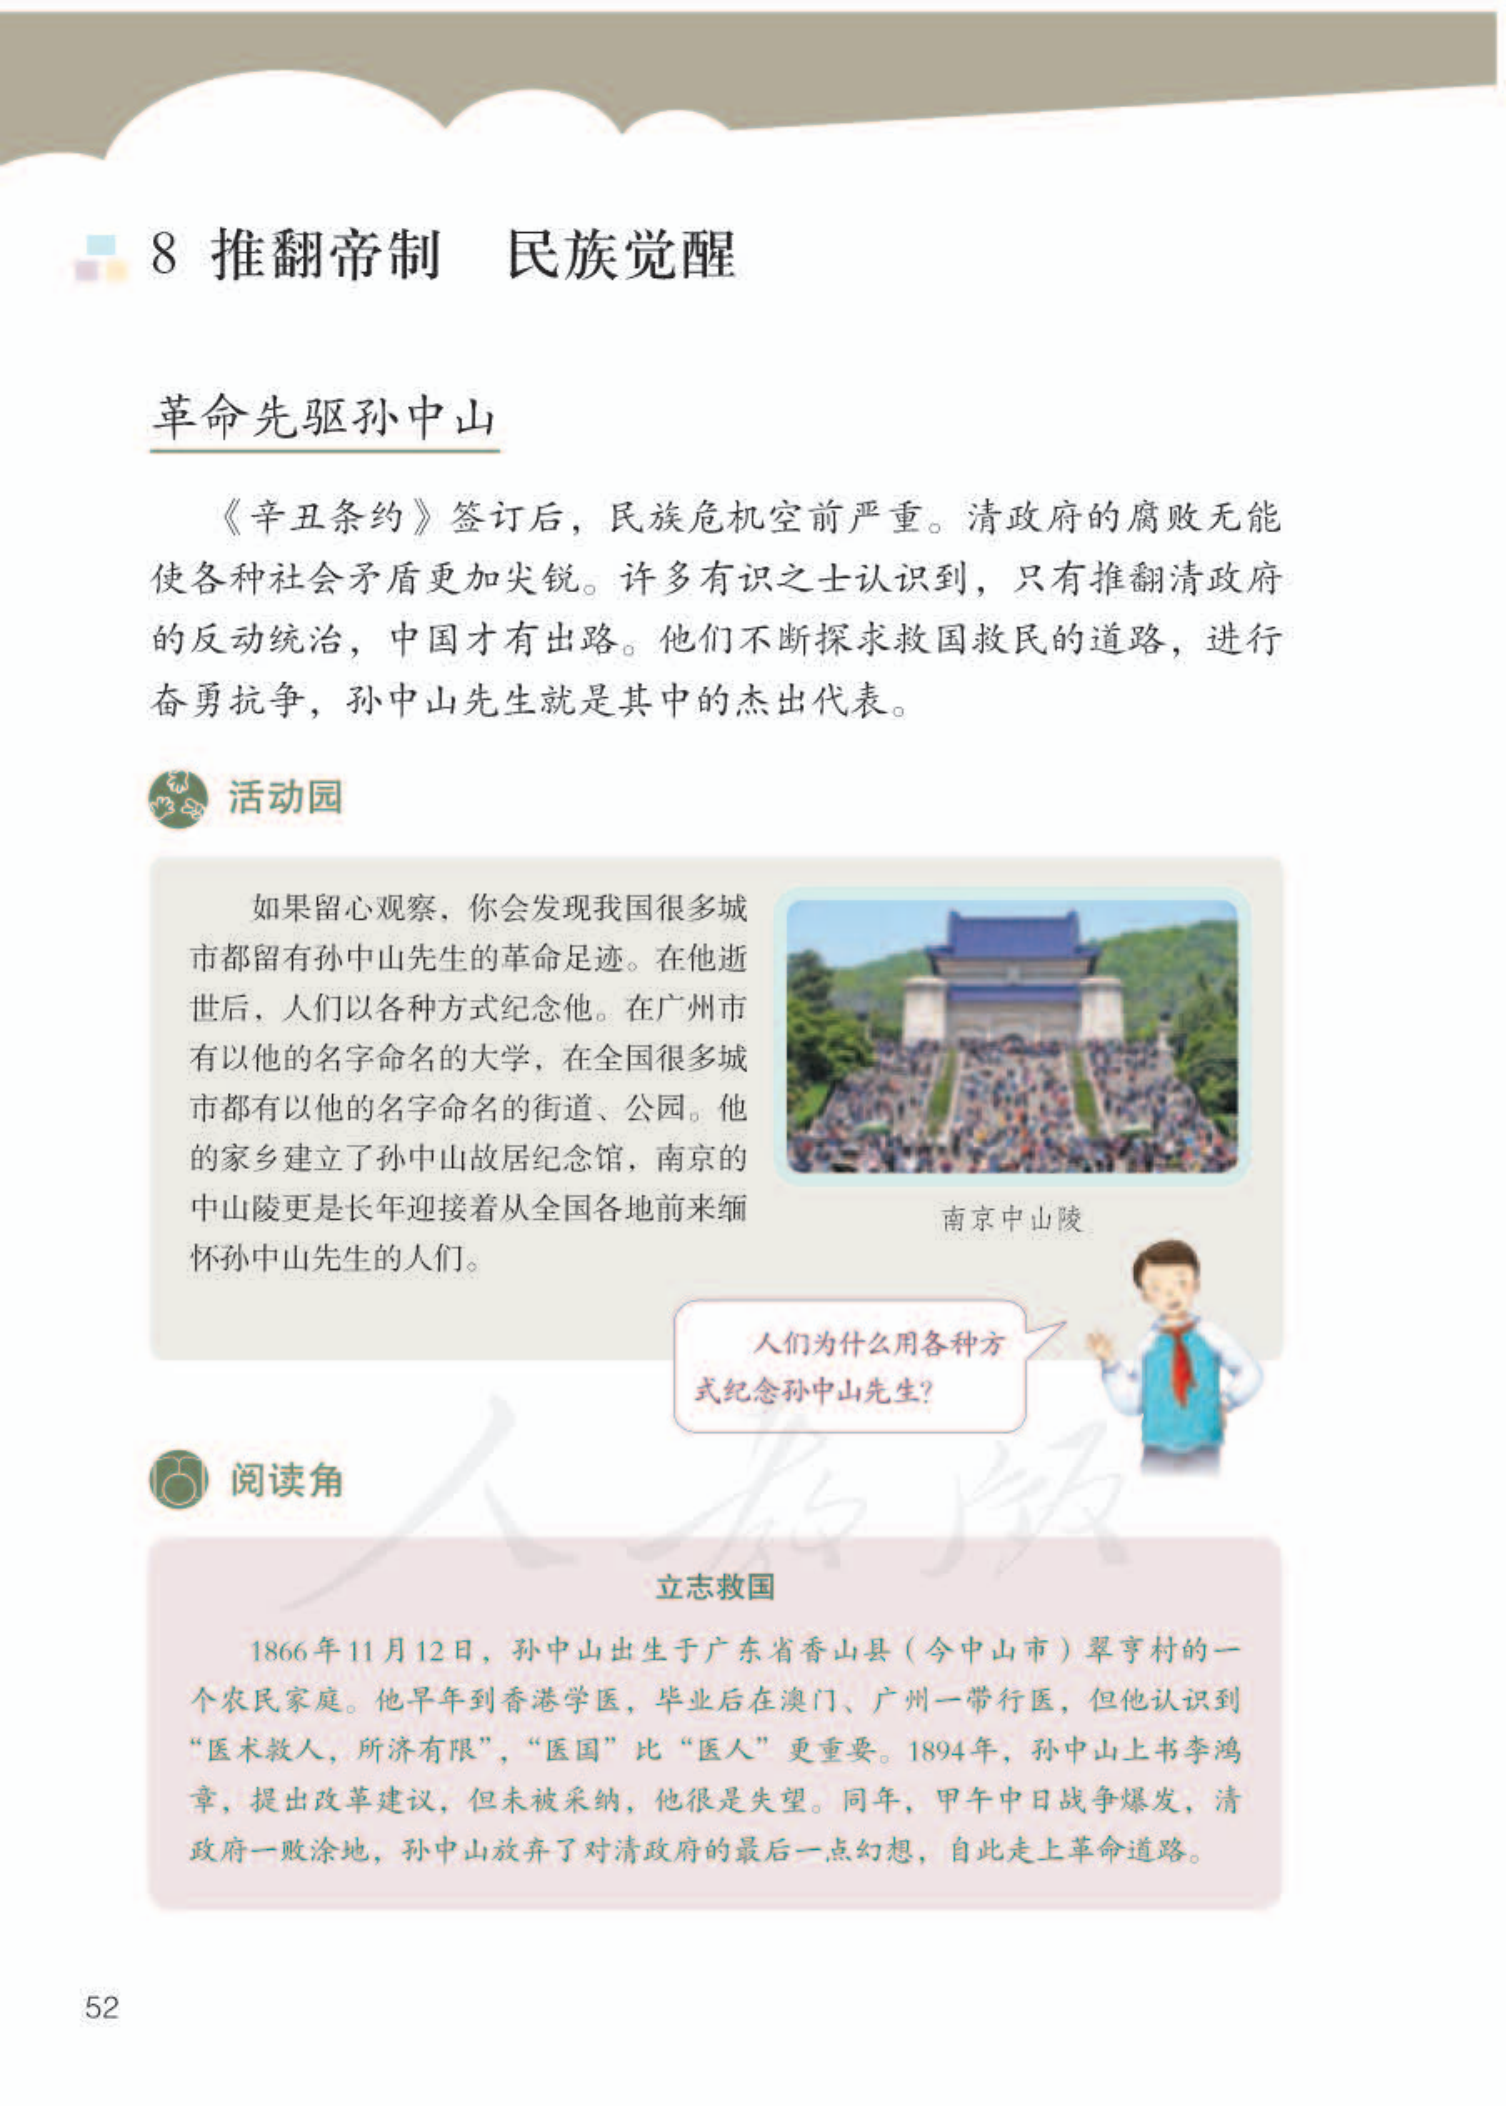 8 推翻帝制 民族觉醒
革命先驱孙中山
《辛丑条约》签订后，民族危机空前严重。清政府的腐败无能
使各种社会矛盾更加尖锐。许多有识之士认识到，只有推翻清政府
的反动统治，中国才有出路。他们不断探求救国救民的道路，进行
奋勇抗争，孙中山先生就是其中的杰出代表。
活动园
如果留心观察，你会发现我国很多城
市都留有孙中山先生的革命足迹。在他逝
世后，人们以各种方式纪念他。在广州市
有以他的名字命名的大学，在全国很多城
市都有以他的名字命名的街道、公园。他
的家乡建立了孙中山故居纪念馆，南京的
中山陵更是长年迎接着从全国各地前来缅
怀孙中山先生的人们。
南京中山陵
人们为什么用各种方
式纪念孙中山先生？
阅读角
立志救国
1866年11月12日，孙中山出生于广东省香山县（今中山市）翠亨村的一
个农民家庭。他早年到香港学医，毕业后在澳门、广州一带行医，但他认识到
“医术救人，所济有限”，“医国”比“医人”更重要。1894年，孙中山上书李鸿
章，提出改革建议，但未被采纳，他很是失望。同年，甲午中日战争爆发，清
政府一败涂地，孙中山放弃了对清政府的最后一点幻想，自此走上革命道路。
人教版
52